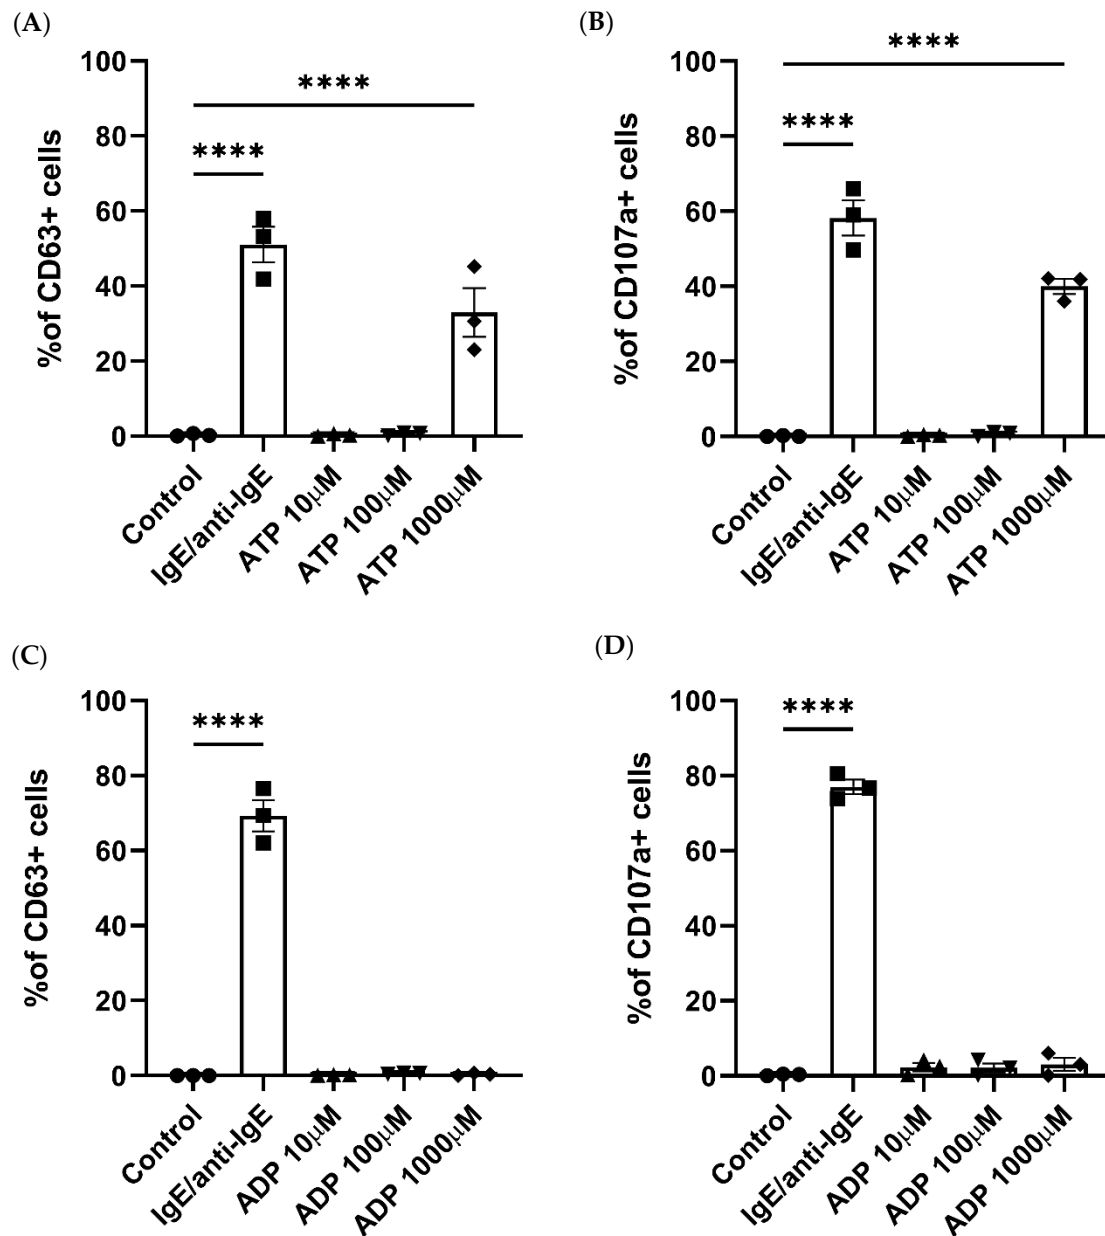 (A)
%of CD63+ cells
100
80
60
40
20
0
****
****
Control
IgE/anti-IgE
ATP 10μM
ATP 100μM
ATP 1000μM
(B)
%of CD107a+ cells
100
80
60
40
20
0
****
****
Control
IgE/anti-IgE
ATP 10μM
ATP 100μM
ATP 1000μM
(C)
%of CD63+ cells
100
80
60
40
20
0
****
Control
IgE/anti-IgE
ADP 10μM
ADP 100μM
ADP 1000μM
(D)
%of CD107a+ cells
100
80
60
40
20
0
****
Control
IgE/anti-IgE
ADP 10μM
ADP 100μM
ADP 1000μM